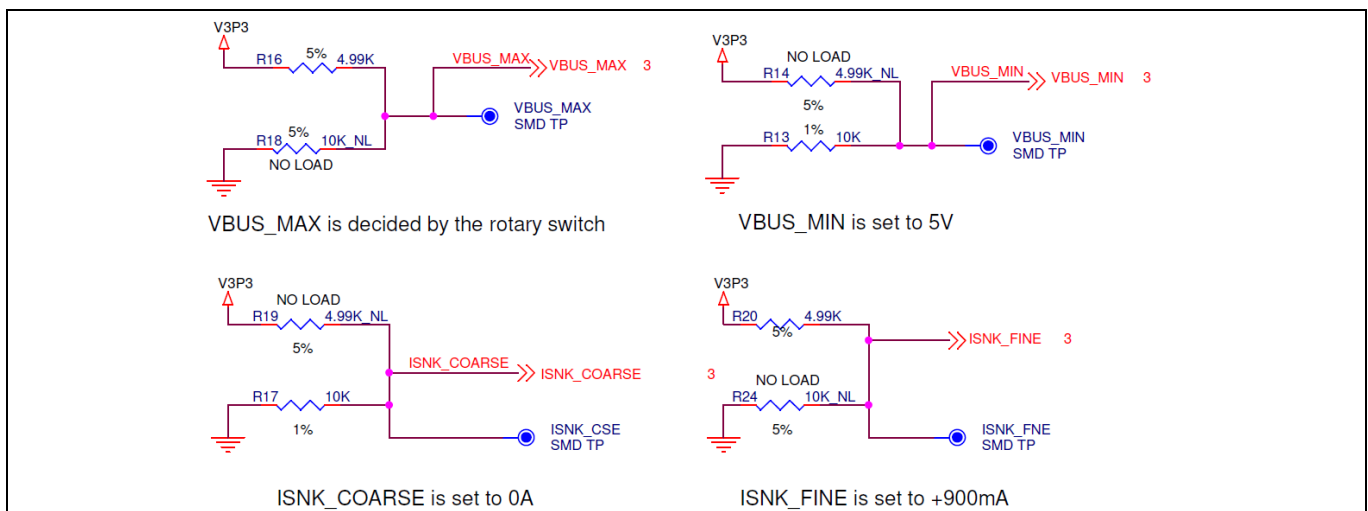 V3P3
R16 5% 4.99K
VBUS_MAX VBUS_MAX 3
VBUS_MAX
SMD TP
5%
R18 10K_NL
NO LOAD
VBUS_MAX is decided by the rotary switch
V3P3
NO LOAD
R14 4.99K_NL
5%
VBUS_MIN VBUS_MIN 3
1%
R13 10K
VBUS_MIN
SMD TP
VBUS_MIN is set to 5V
V3P3
NO LOAD
R19 4.99K_NL
5%
ISNK_COARSE ISNK_COARSE 3
R17 10K
1%
ISNK_CSE
SMD TP
ISNK_COARSE is set to 0A
V3P3
R20 4.99K
5%
ISNK_FINE 3
NO LOAD
R24 10K_NL
5%
ISNK_FNE
SMD TP
ISNK_FINE is set to +900mA